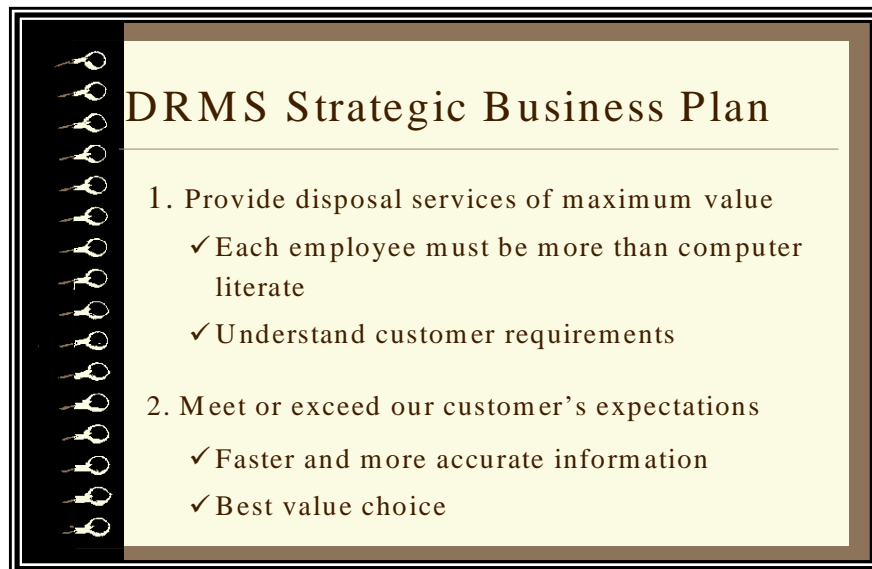 DRMS Strategic Business Plan
1. Provide disposal services of maximum value
✓Each employee must be more than computer
literate
✓Understand customer requirements
2. Meet or exceed our customer’s expectations
✓Faster and more accurate information
✓Best value choice